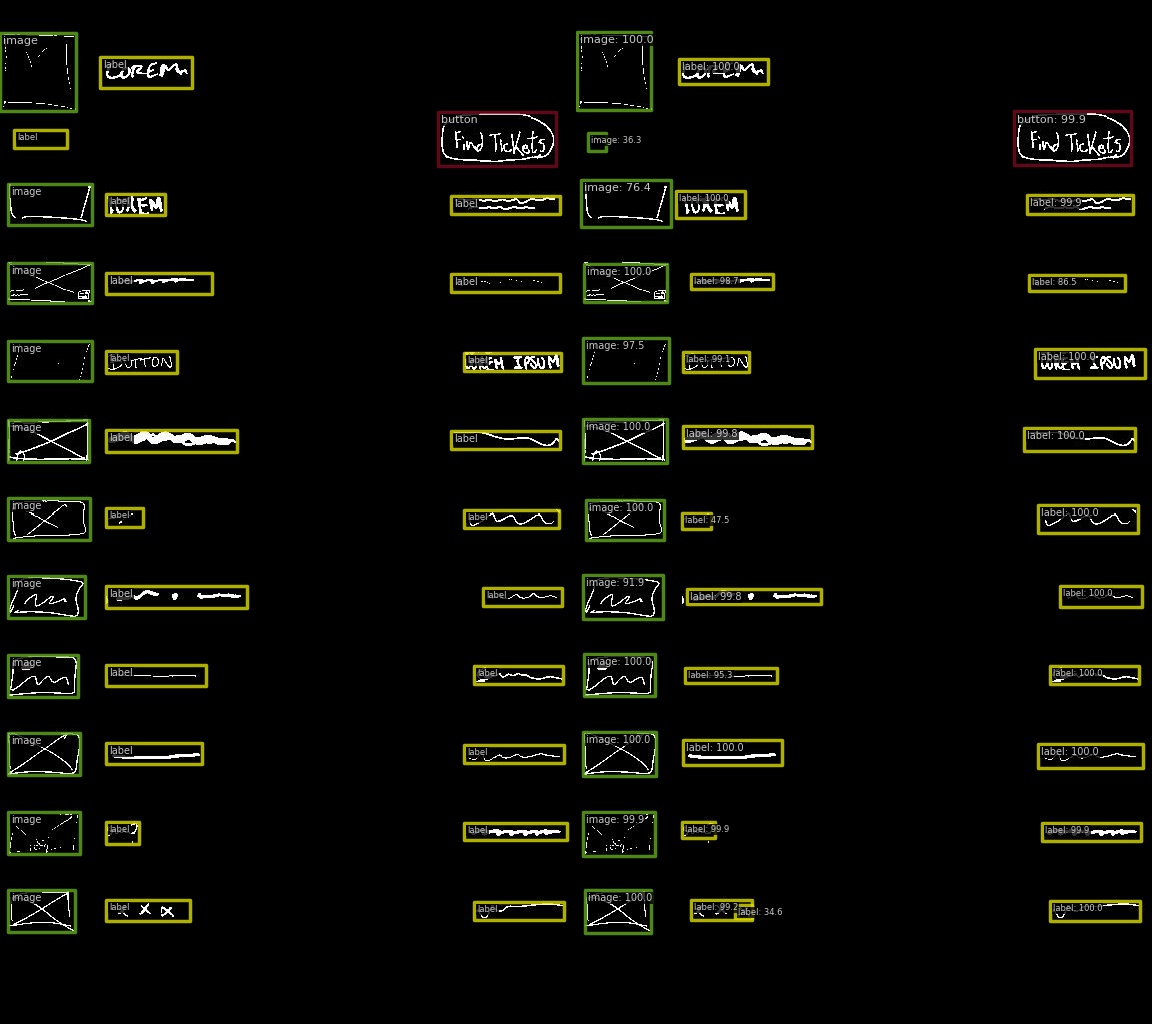 image
label LOREM
label
button
Find Tickets
image
label LOREM
label
image
label
label
image
label BUTTON
label LOREM IPSUM
image
label
label
image
label
label
image
label
label
image
label
label
image
label
label
image
label
label
image
label
label
image: 100.0
label: 100.0 LOREM
image: 36.3
button: 99.9
Find Tickets
image: 76.4
label: 100.0 LOREM
label: 99.9
image: 100.0
label: 98.7
label: 86.5
image: 97.5
label: 99.1 BUTTON
label: 100.0 LOREM IPSUM
image: 100.0
label: 99.8
label: 100.0
image: 100.0
label: 47.5
label: 100.0
image: 91.9
label: 99.8
label: 100.0
image: 100.0
label: 95.3
label: 100.0
image: 100.0
label: 100.0
label: 100.0
image: 99.9
label: 99.9
label: 99.9
image: 100.0
label: 99.2
label: 34.6
label: 100.0